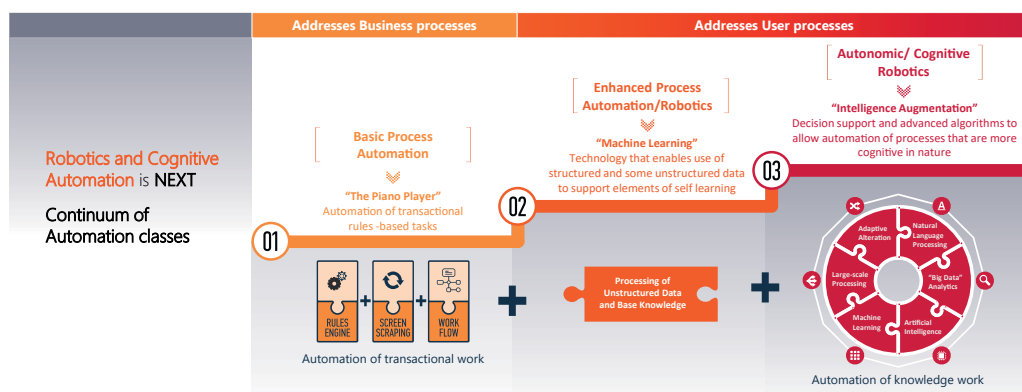 Addresses Business processes
Addresses User processes
Robotics and Cognitive
Automation is NEXT
Continuum of
Automation classes
Basic Process
Automation
"The Piano Player"
Automation of transactional
rules -based tasks
01
Enhanced Process
Automation/Robotics
"Machine Learning"
Technology that enables use of
structured and some unstructured data
to support elements of self learning
02
Autonomic/ Cognitive
Robotics
"Intelligence Augmentation"
Decision support and advanced algorithms to
allow automation of processes that are more
cognitive in nature
03
RULES
ENGINE
+
SCREEN
SCRAPING
+
WORK
FLOW
Automation of transactional work
+
Processing of
Unstructured Data
and Base Knowledge
+
Adaptive
Alteration
Natural
Language
Processing
Large-scale
Processing
"Big Data"
Analytics
Machine
Learning
Artificial
Intelligence
A
Automation of knowledge work